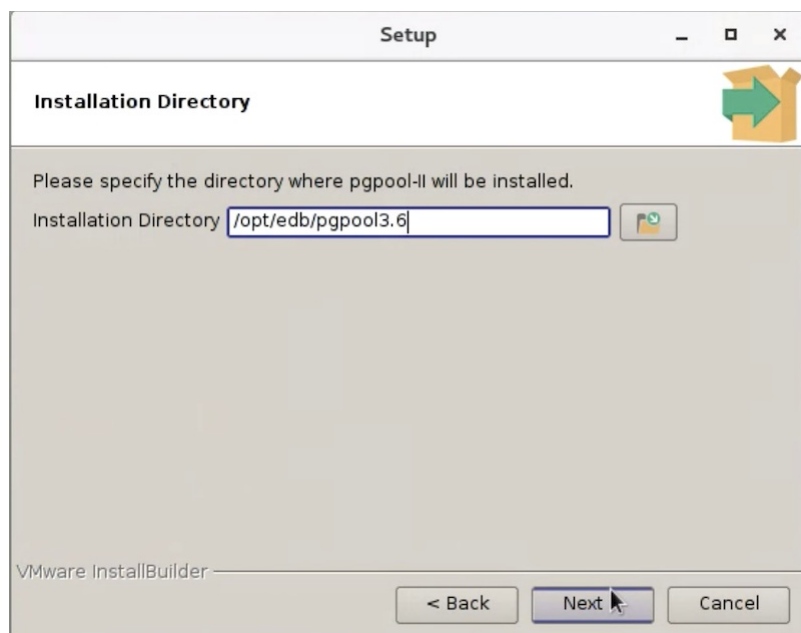 Setup
Installation Directory
Please specify the directory where pgpool-II will be installed.
Installation Directory /opt/edb/pgpool3.6
VMware InstallBuilder
< Back Next Cancel